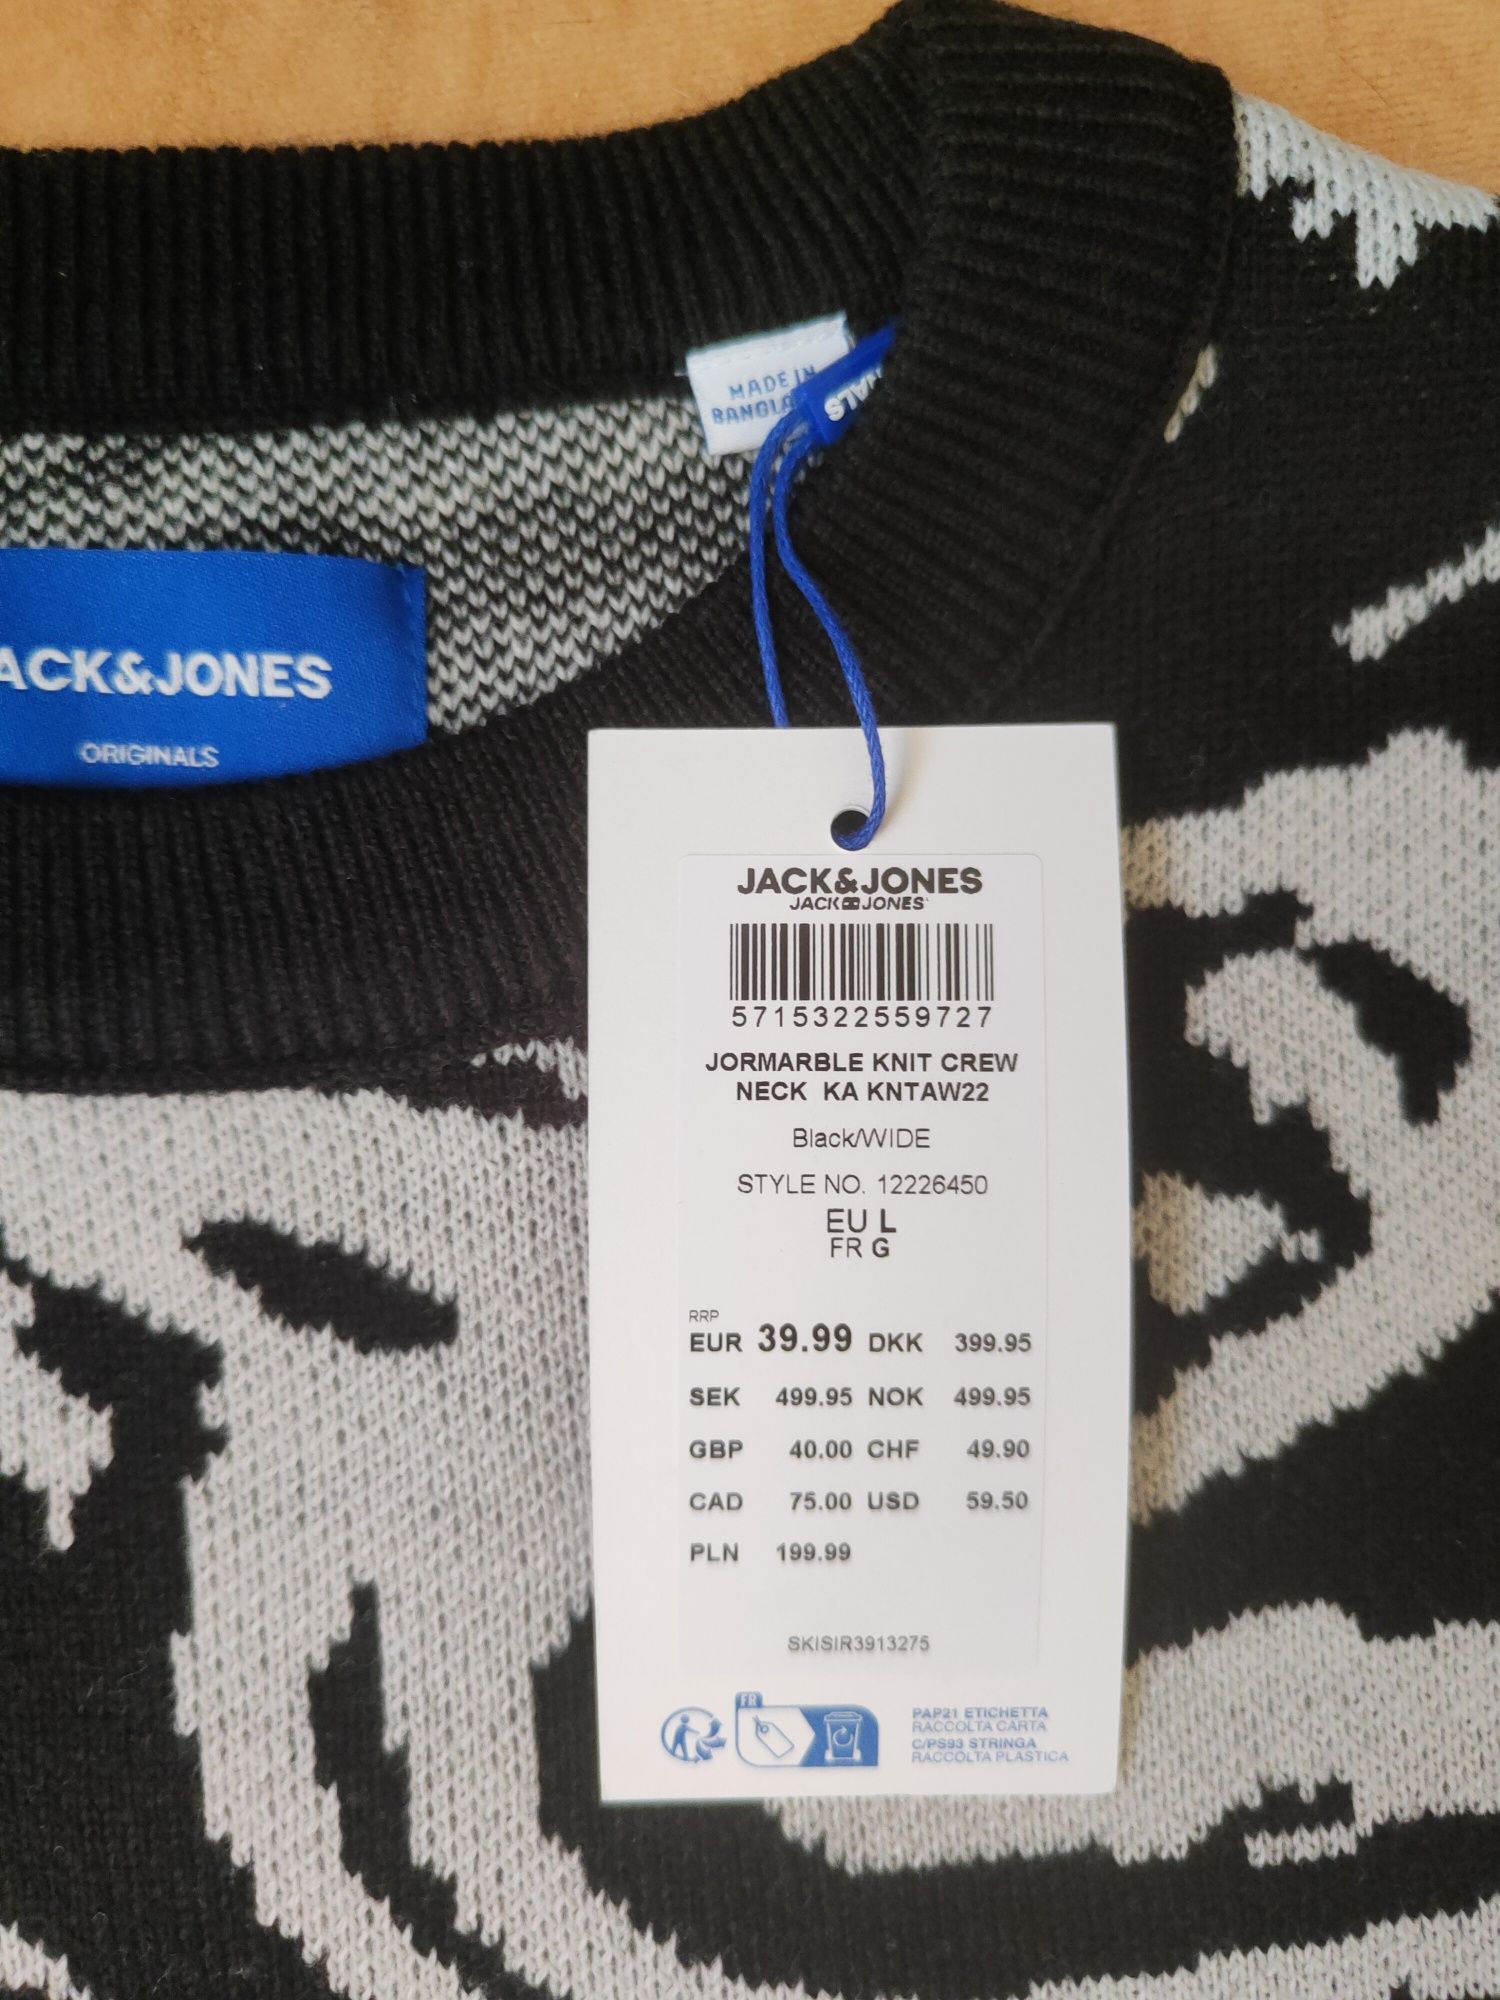 MADE IN
JACK&JONES
ORIGINALS
JACK&JONES
JACK JONES
5715322559727
JORMARBLE KNIT CREW
NECK KA KNTAW22
Black/WIDE
STYLE NO. 12226450
EU L
FR G
RRP
EUR 39.99 DKK 399.95
SEK 499.95 NOK 499.95
GBP 40.00 CHF 49.90
CAD 75.00 USD 59.50
PLN 199.99
SKISIR3913275
FR
PAP21 ETICHETTA
RACCOLTA CARTA
C/PS93 STRINGA
RACCOLTA PLASTICA